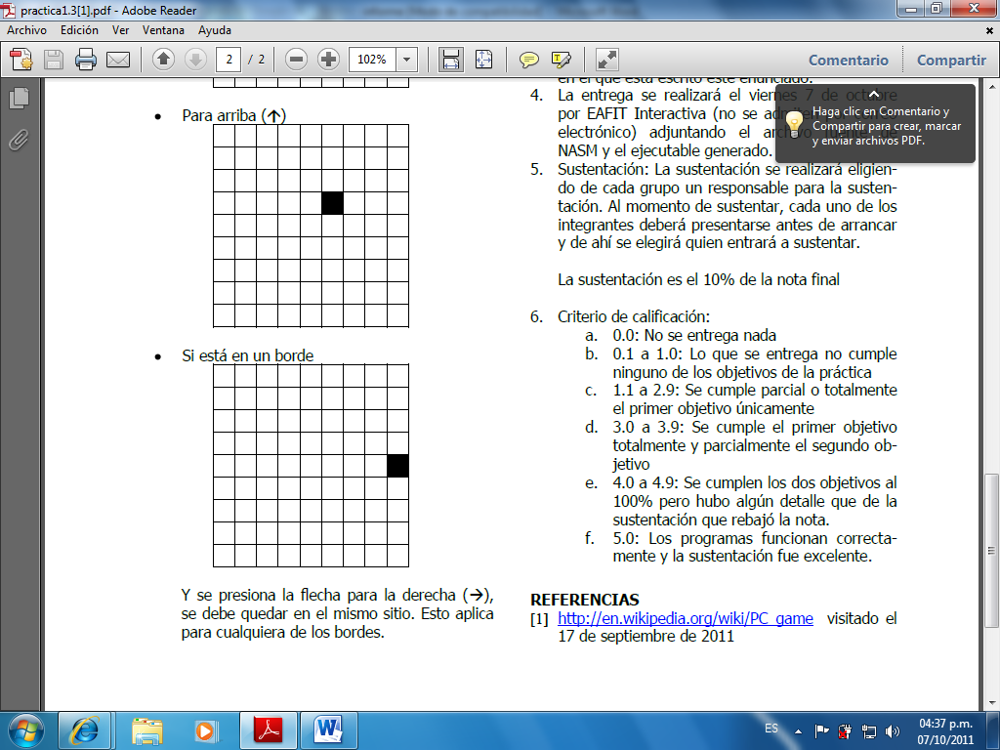 practica1.3[1].pdf - Adobe Reader
Archivo Edición Ver Ventana Ayuda
2 / 2
102%
Comentario
Compartir
Para arriba (↑)
Si está en un borde
Y se presiona la flecha para la derecha (→),
se debe quedar en el mismo sitio. Esto aplica
para cualquiera de los bordes.
en el que está escrito este enunciado.
4. La entrega se realizará el viernes 7 de octubre
por EAFIT Interactiva (no se
electrónico) adjuntando el
NASM y el ejecutable generado.
5. Sustentación: La sustentación se realizará eligien-
do de cada grupo un responsable para la susten-
tación. Al momento de sustentar, cada uno de los
integrantes deberá presentarse antes de arrancar
y de ahí se elegirá quien entrará a sustentar.
La sustentación es el 10% de la nota final
6. Criterio de calificación:
a. 0.0: No se entrega nada
b. 0.1 a 1.0: Lo que se entrega no cumple
ninguno de los objetivos de la práctica
c. 1.1 a 2.9: Se cumple parcial o totalmente
el primer objetivo únicamente
d. 3.0 a 3.9: Se cumple el primer objetivo
totalmente y parcialmente el segundo ob-
jetivo
e. 4.0 a 4.9: Se cumplen los dos objetivos al
100% pero hubo algún detalle que de la
sustentación que rebajó la nota.
f. 5.0: Los programas funcionan correcta-
mente y la sustentación fue excelente.
REFERENCIAS
[1] http://en.wikipedia.org/wiki/PC_game visitado el
17 de septiembre de 2011
Haga clic en Comentario y
Compartir para crear, marcar
y enviar archivos PDF.
ES
04:37 p.m.
07/10/2011